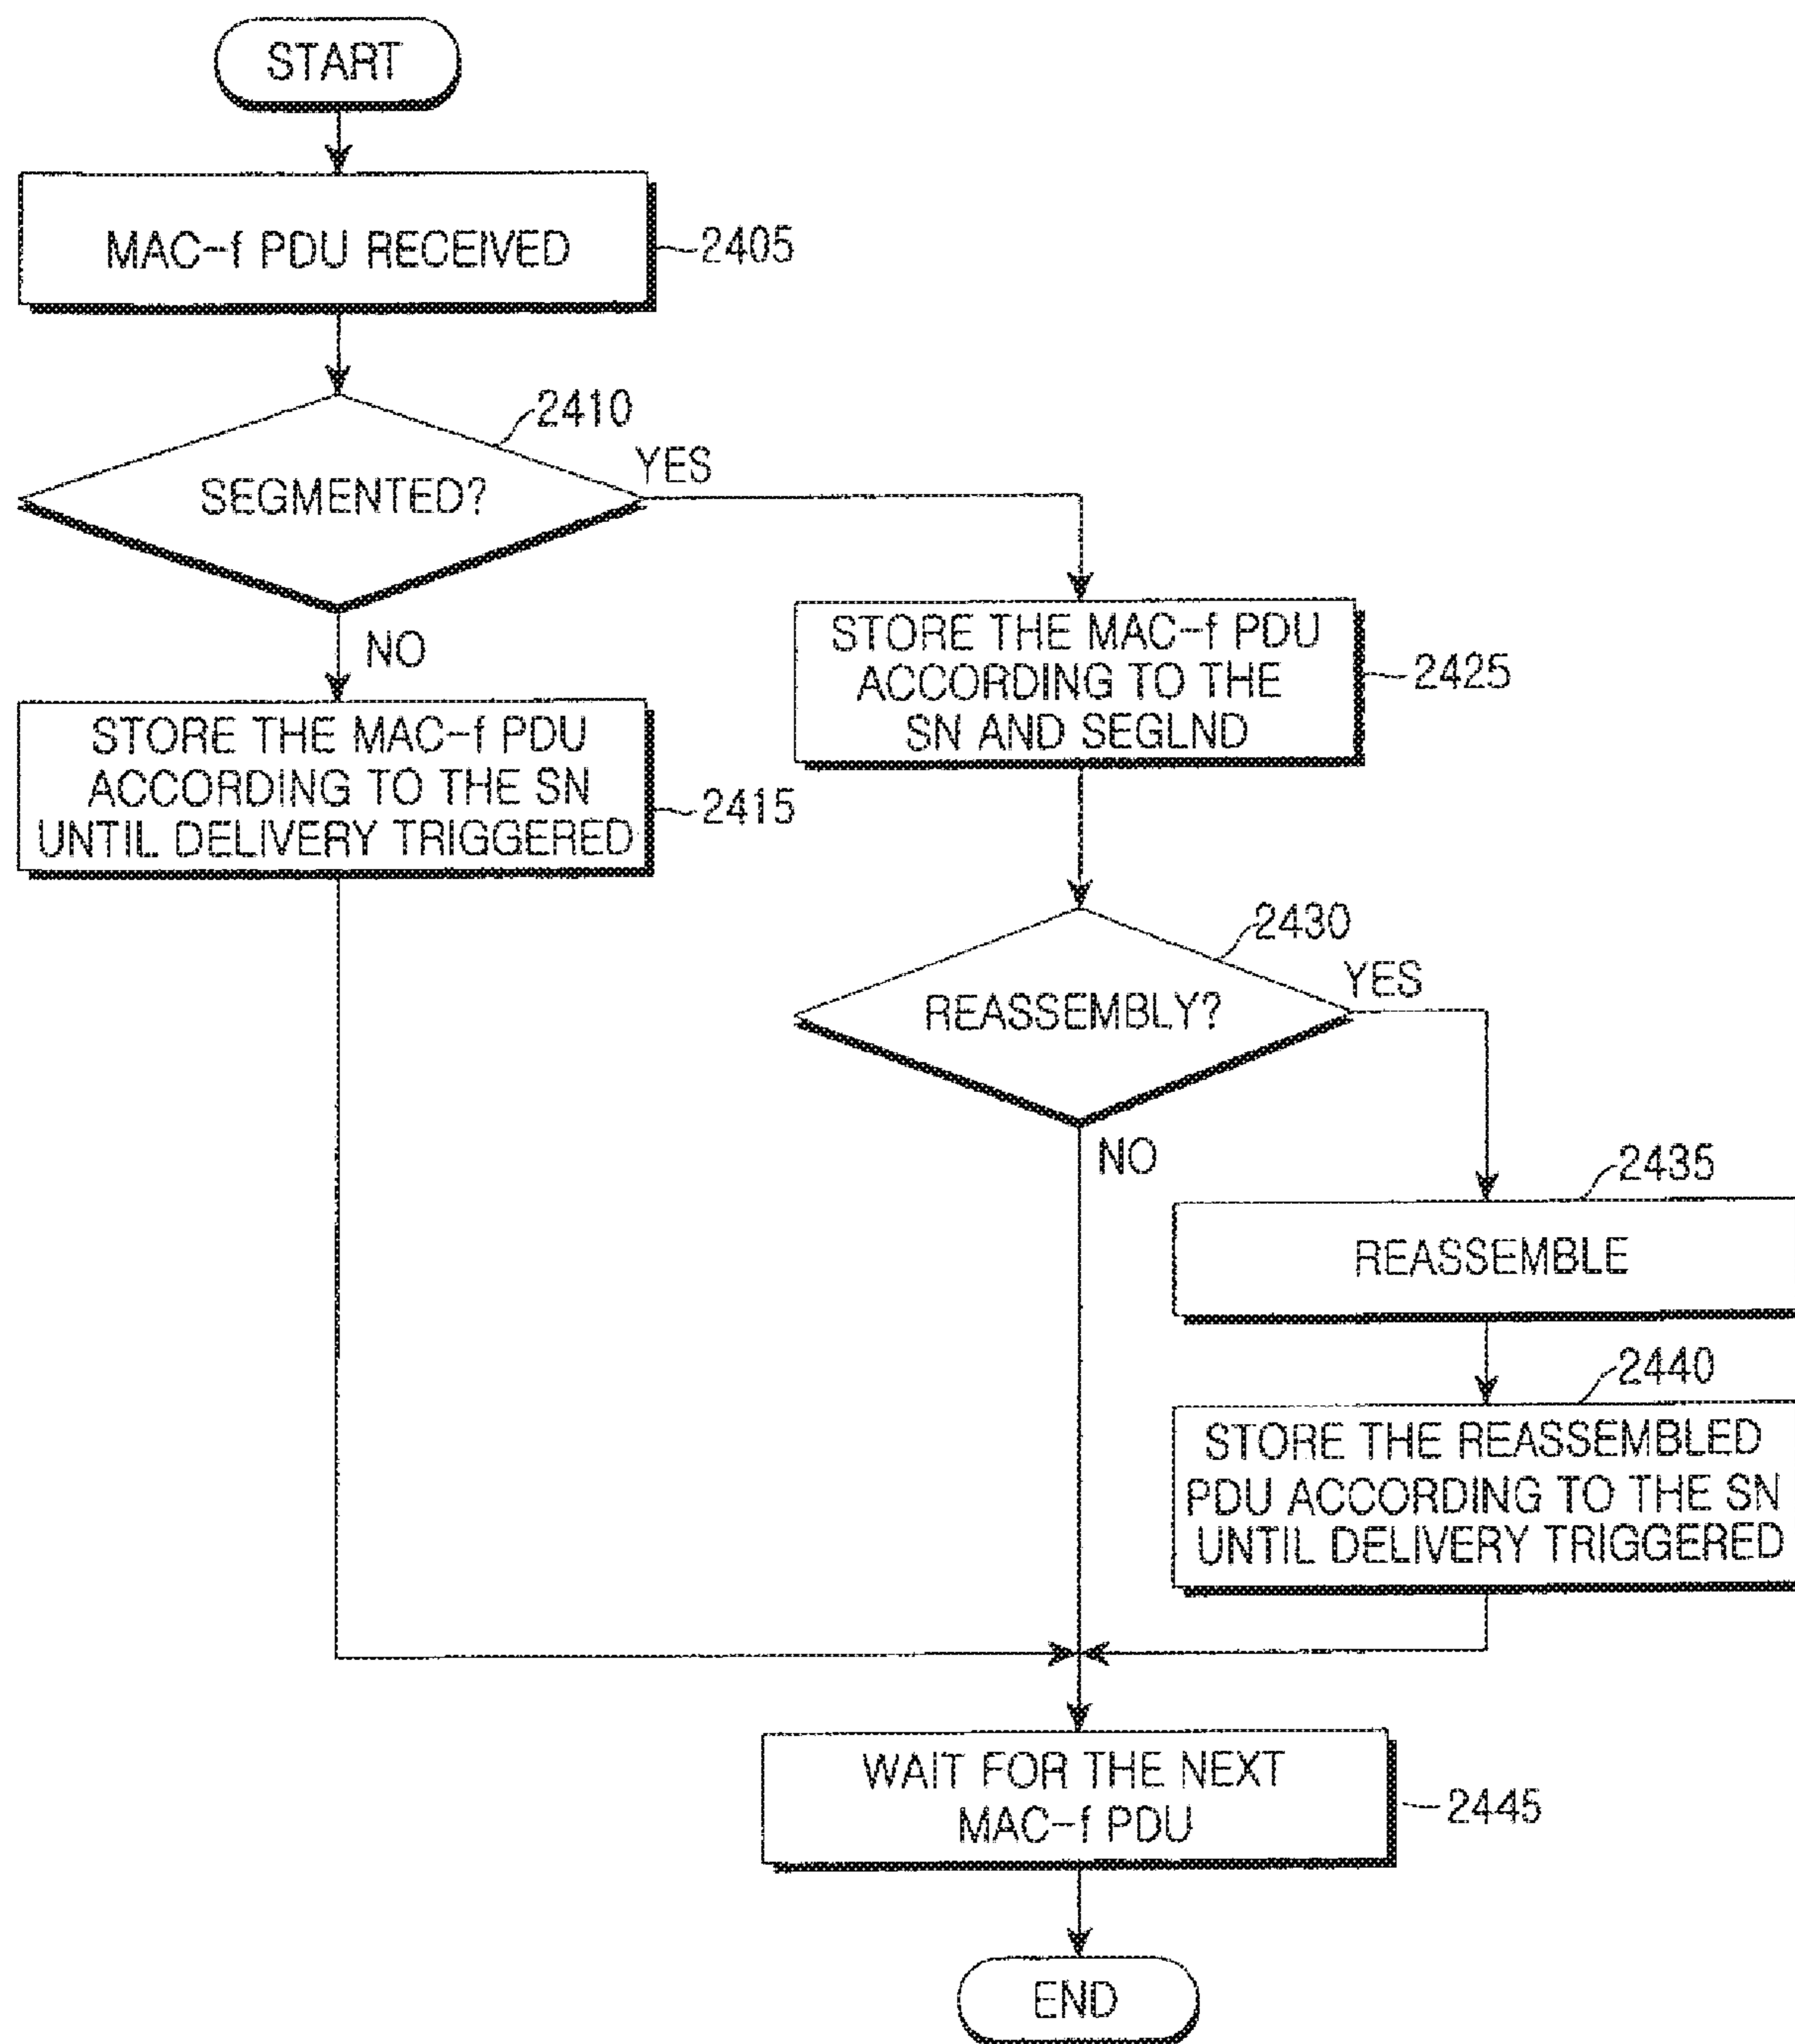 START
MAC-f PDU RECEIVED
2405
2410
SEGMENTED?
YES
NO
STORE THE MAC-f PDU
ACCORDING TO THE SN
UNTIL DELIVERY TRIGGERED
2415
STORE THE MAC-f PDU
ACCORDING TO THE
SN AND SEGLND
2425
2430
REASSEMBLY?
YES
NO
2435
REASSEMBLE
2440
STORE THE REASSEMBLED
PDU ACCORDING TO THE SN
UNTIL DELIVERY TRIGGERED
WAIT FOR THE NEXT
MAC-f PDU
2445
END